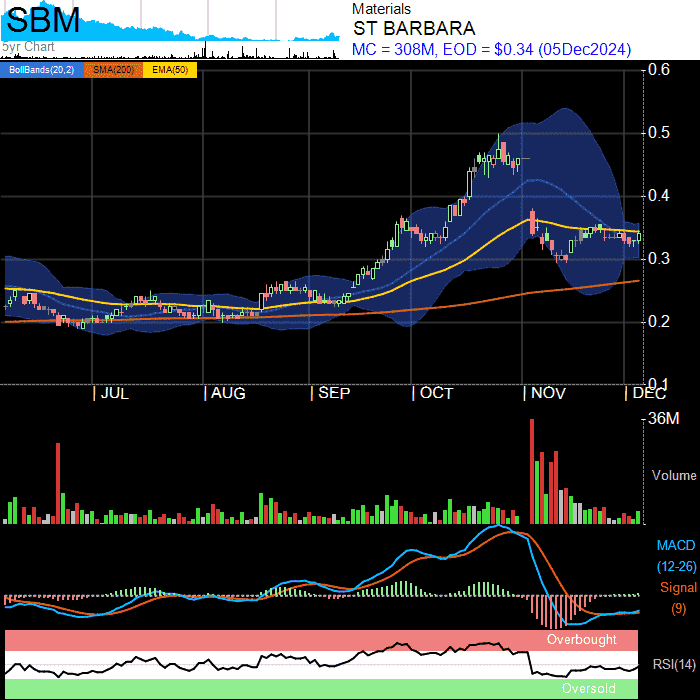 SBM
5yr Chart
Materials
ST BARBARA
MC = 308M, EOD = $0.34 (05Dec2024)
BollBands(20,2) SMA(200) EMA(50)
0.6
0.5
0.4
0.3
0.2
0.1
JUL AUG SEP OCT NOV DEC
36M
Volume
MACD
(12-26)
Signal
(9)
Overbought
RSI(14)
Oversold